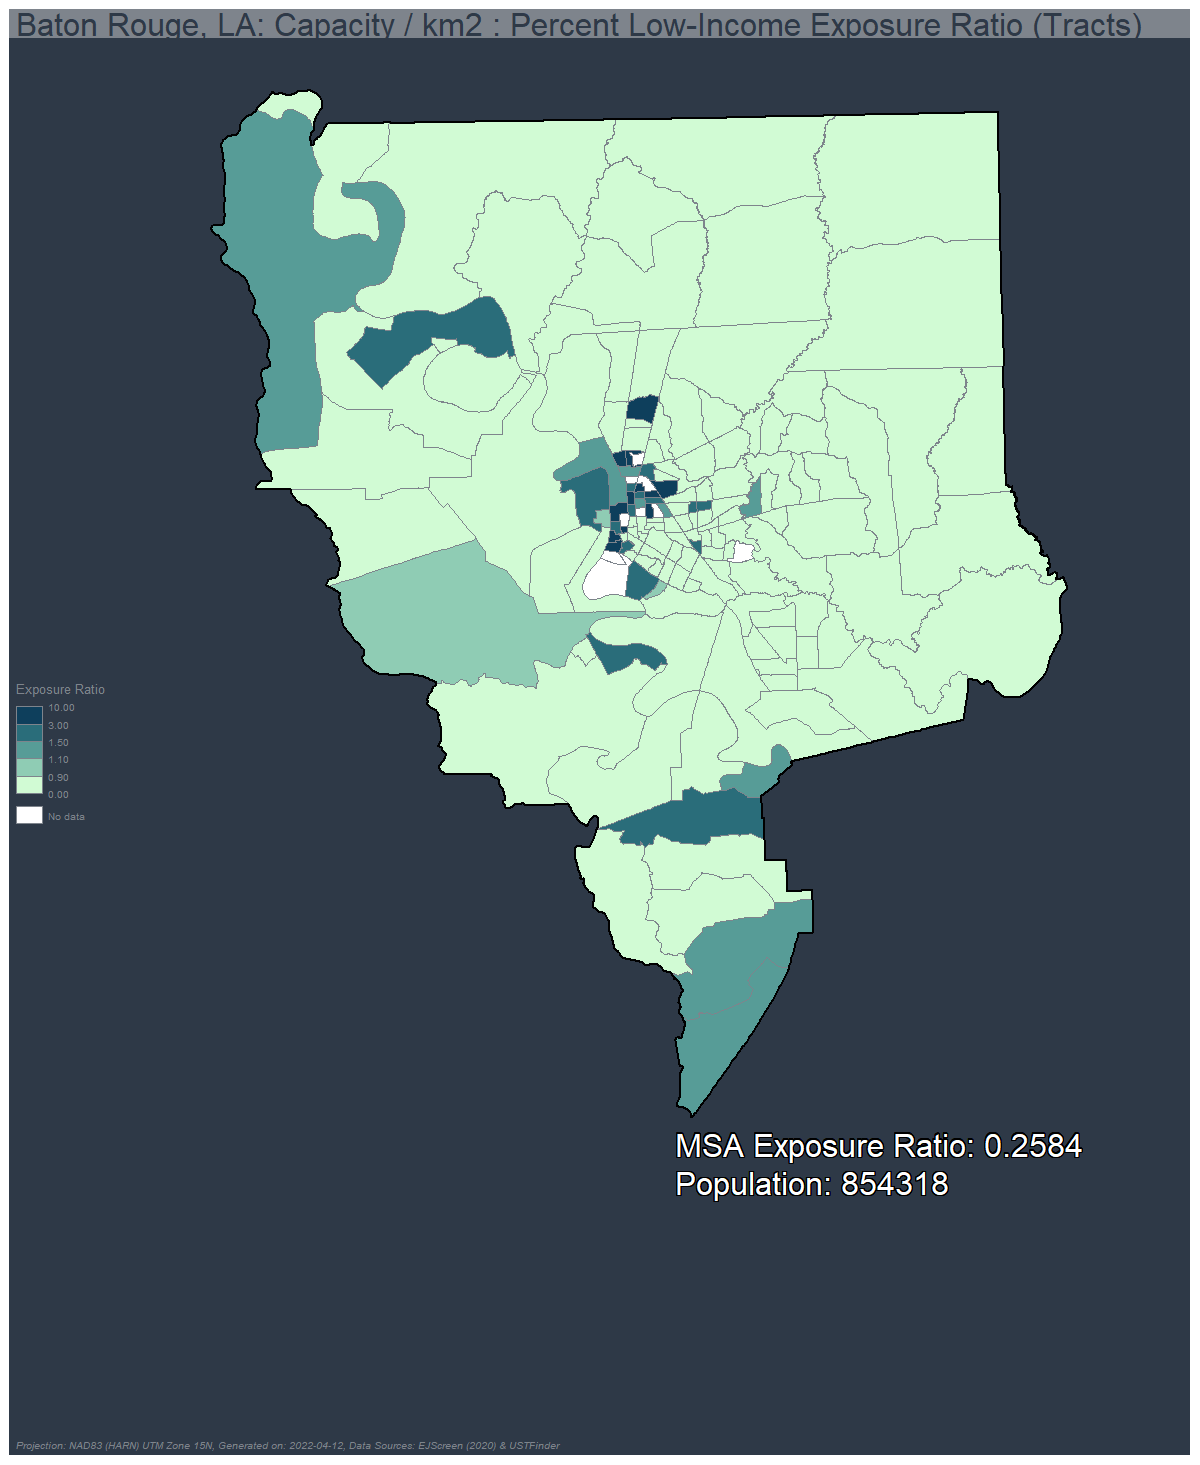 Baton Rouge, LA: Capacity / km2 : Percent Low-Income Exposure Ratio (Tracts)
Exposure Ratio
10.00
3.00
1.50
1.10
0.90
0.00
No data
MSA Exposure Ratio: 0.2584
Population: 854318
Projection: NAD83 (HARN) UTM Zone 15N, Generated on: 2022-04-12, Data Sources: EJScreen (2020) & USTFinder